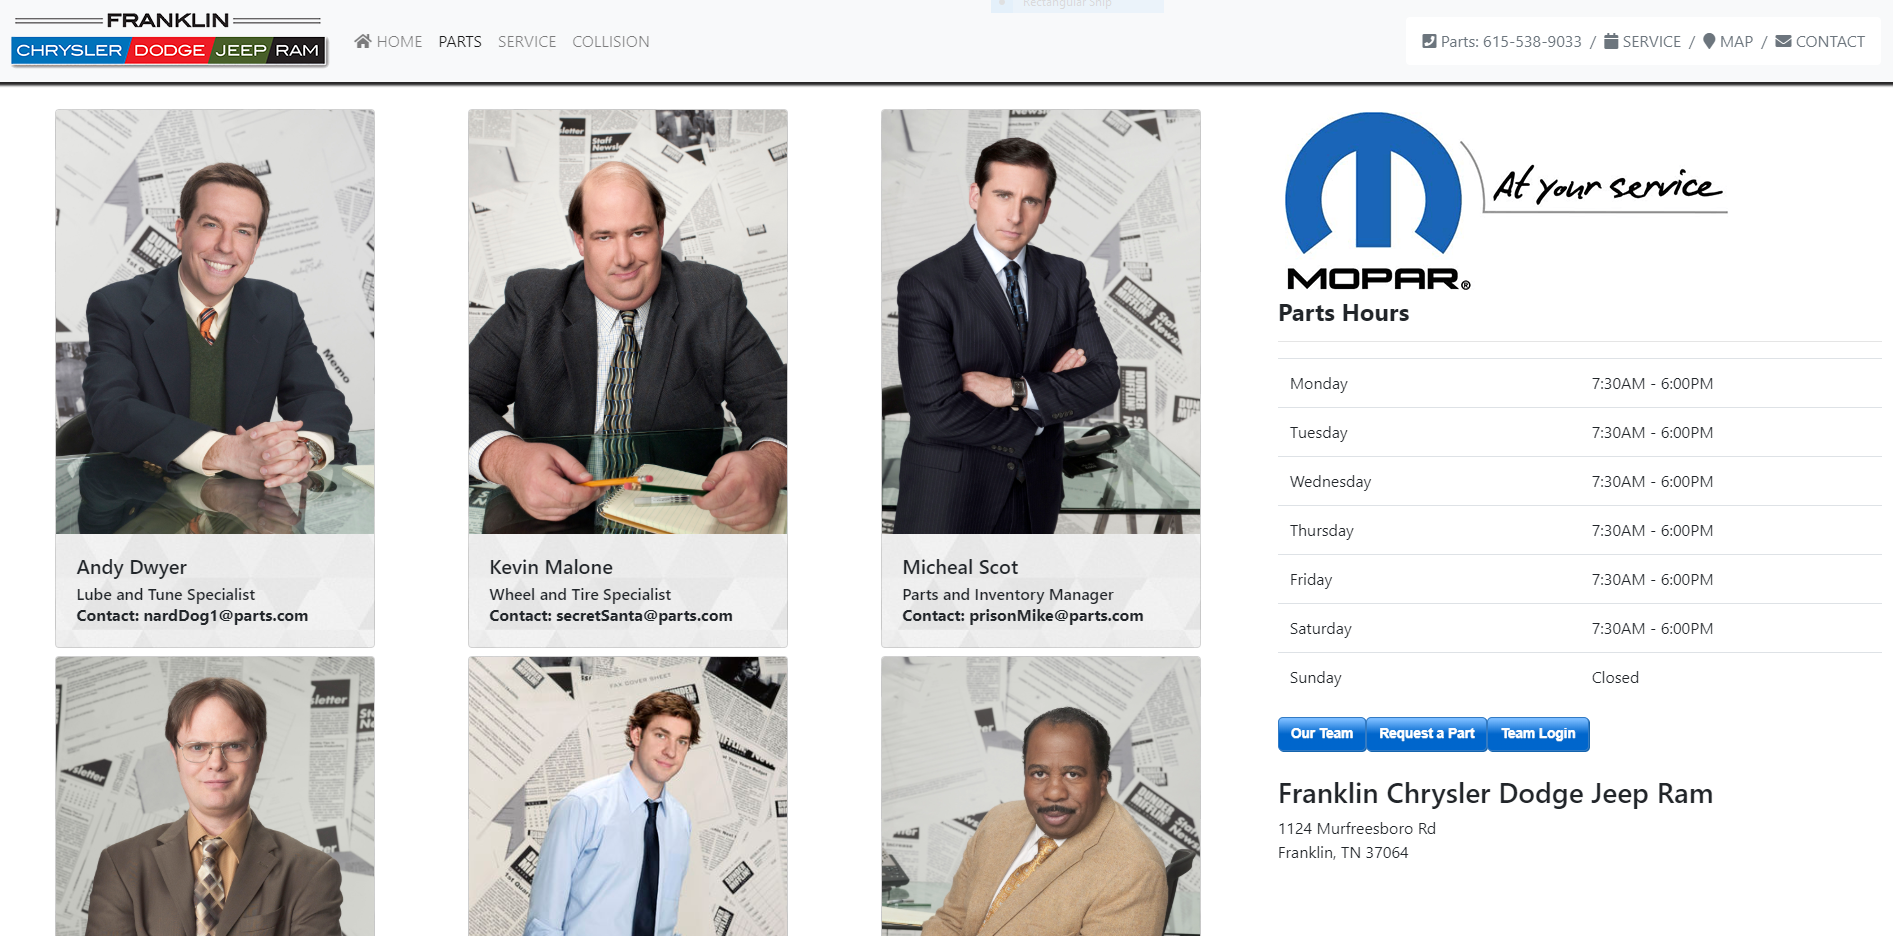 Rectangular Snip
FRANKLIN
CHRYSLER DODGE JEEP RAM
HOME PARTS SERVICE COLLISION
Parts: 615-538-9033 / SERVICE / MAP / CONTACT
Andy Dwyer
Lube and Tune Specialist
Contact: nardDog1@parts.com
Kevin Malone
Wheel and Tire Specialist
Contact: secretSanta@parts.com
Micheal Scot
Parts and Inventory Manager
Contact: prisonMike@parts.com
At your service
MOPAR®
Parts Hours
Monday 7:30AM - 6:00PM
Tuesday 7:30AM - 6:00PM
Wednesday 7:30AM - 6:00PM
Thursday 7:30AM - 6:00PM
Friday 7:30AM - 6:00PM
Saturday 7:30AM - 6:00PM
Sunday Closed
Our Team Request a Part Team Login
Franklin Chrysler Dodge Jeep Ram
1124 Murfreesboro Rd
Franklin, TN 37064